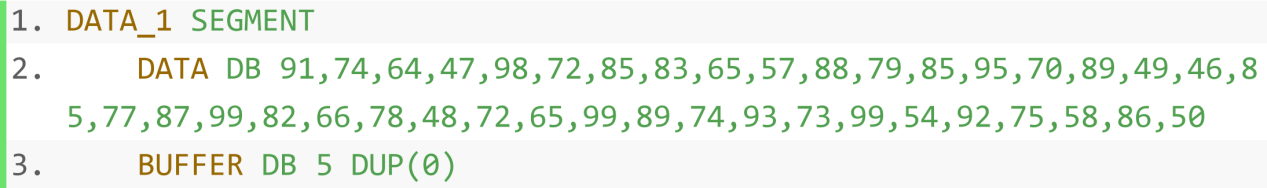 1. DATA_1 SEGMENT
2. DATA DB 91,74,64,47,98,72,85,83,65,57,88,79,85,95,70,89,49,46,8
5,77,87,99,82,66,78,48,72,65,99,89,74,93,73,99,54,92,75,58,86,50
3. BUFFER DB 5 DUP(0)